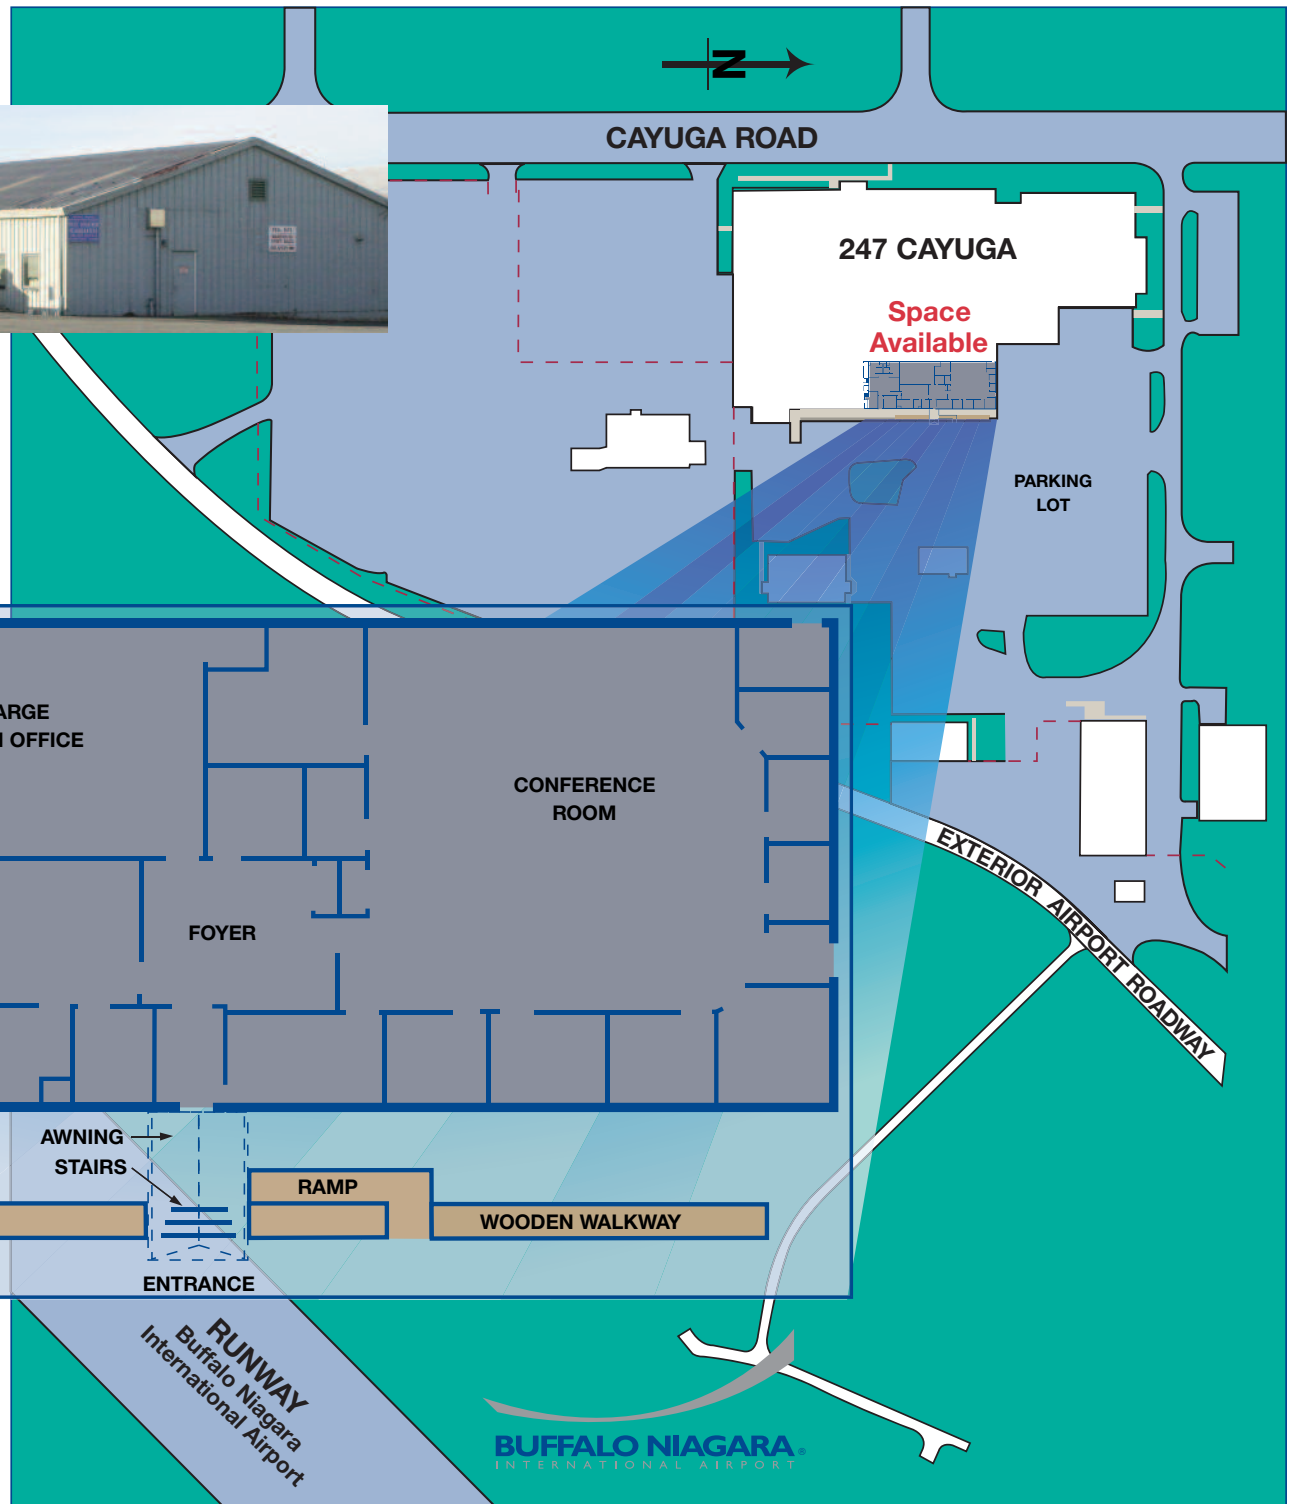 N
CAYUGA ROAD
247 CAYUGA
Space
Available
PARKING
LOT
ARGE
OFFICE
CONFERENCE
ROOM
FOYER
EXTERIOR AIRPORT ROADWAY
AWNING
STAIRS
RAMP
WOODEN WALKWAY
ENTRANCE
RUNWAY
Buffalo Niagara
International Airport
BUFFALO NIAGARA®
INTERNATIONAL AIRPORT